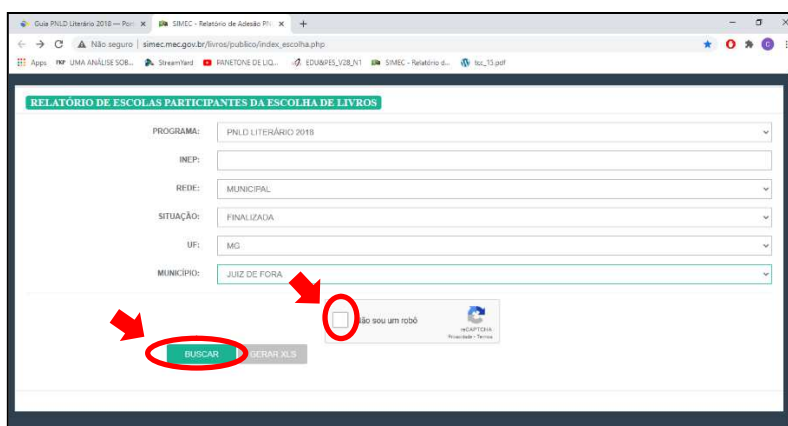 Guia PNLD Literário 2018 — Por
SIMEC - Relatório de Adesão PN
Não seguro | simec.mec.gov.br/livros/publico/index_escolha.php
Apps UMA ANÁLISE SOB... StreamYard PANETONE DE LIQ... EDU&PES_V28_N1 SIMEC - Relatório d... tcc_15.pdf
RELATÓRIO DE ESCOLAS PARTICIPANTES DA ESCOLHA DE LIVROS
PROGRAMA: PNLD LITERÁRIO 2018
INEP:
REDE: MUNICIPAL
SITUAÇÃO: FINALIZADA
UF: MG
MUNICÍPIO: JUIZ DE FORA
Não sou um robô
reCAPTCHA
Privacidade - Termos
BUSCAR GERAR XLS